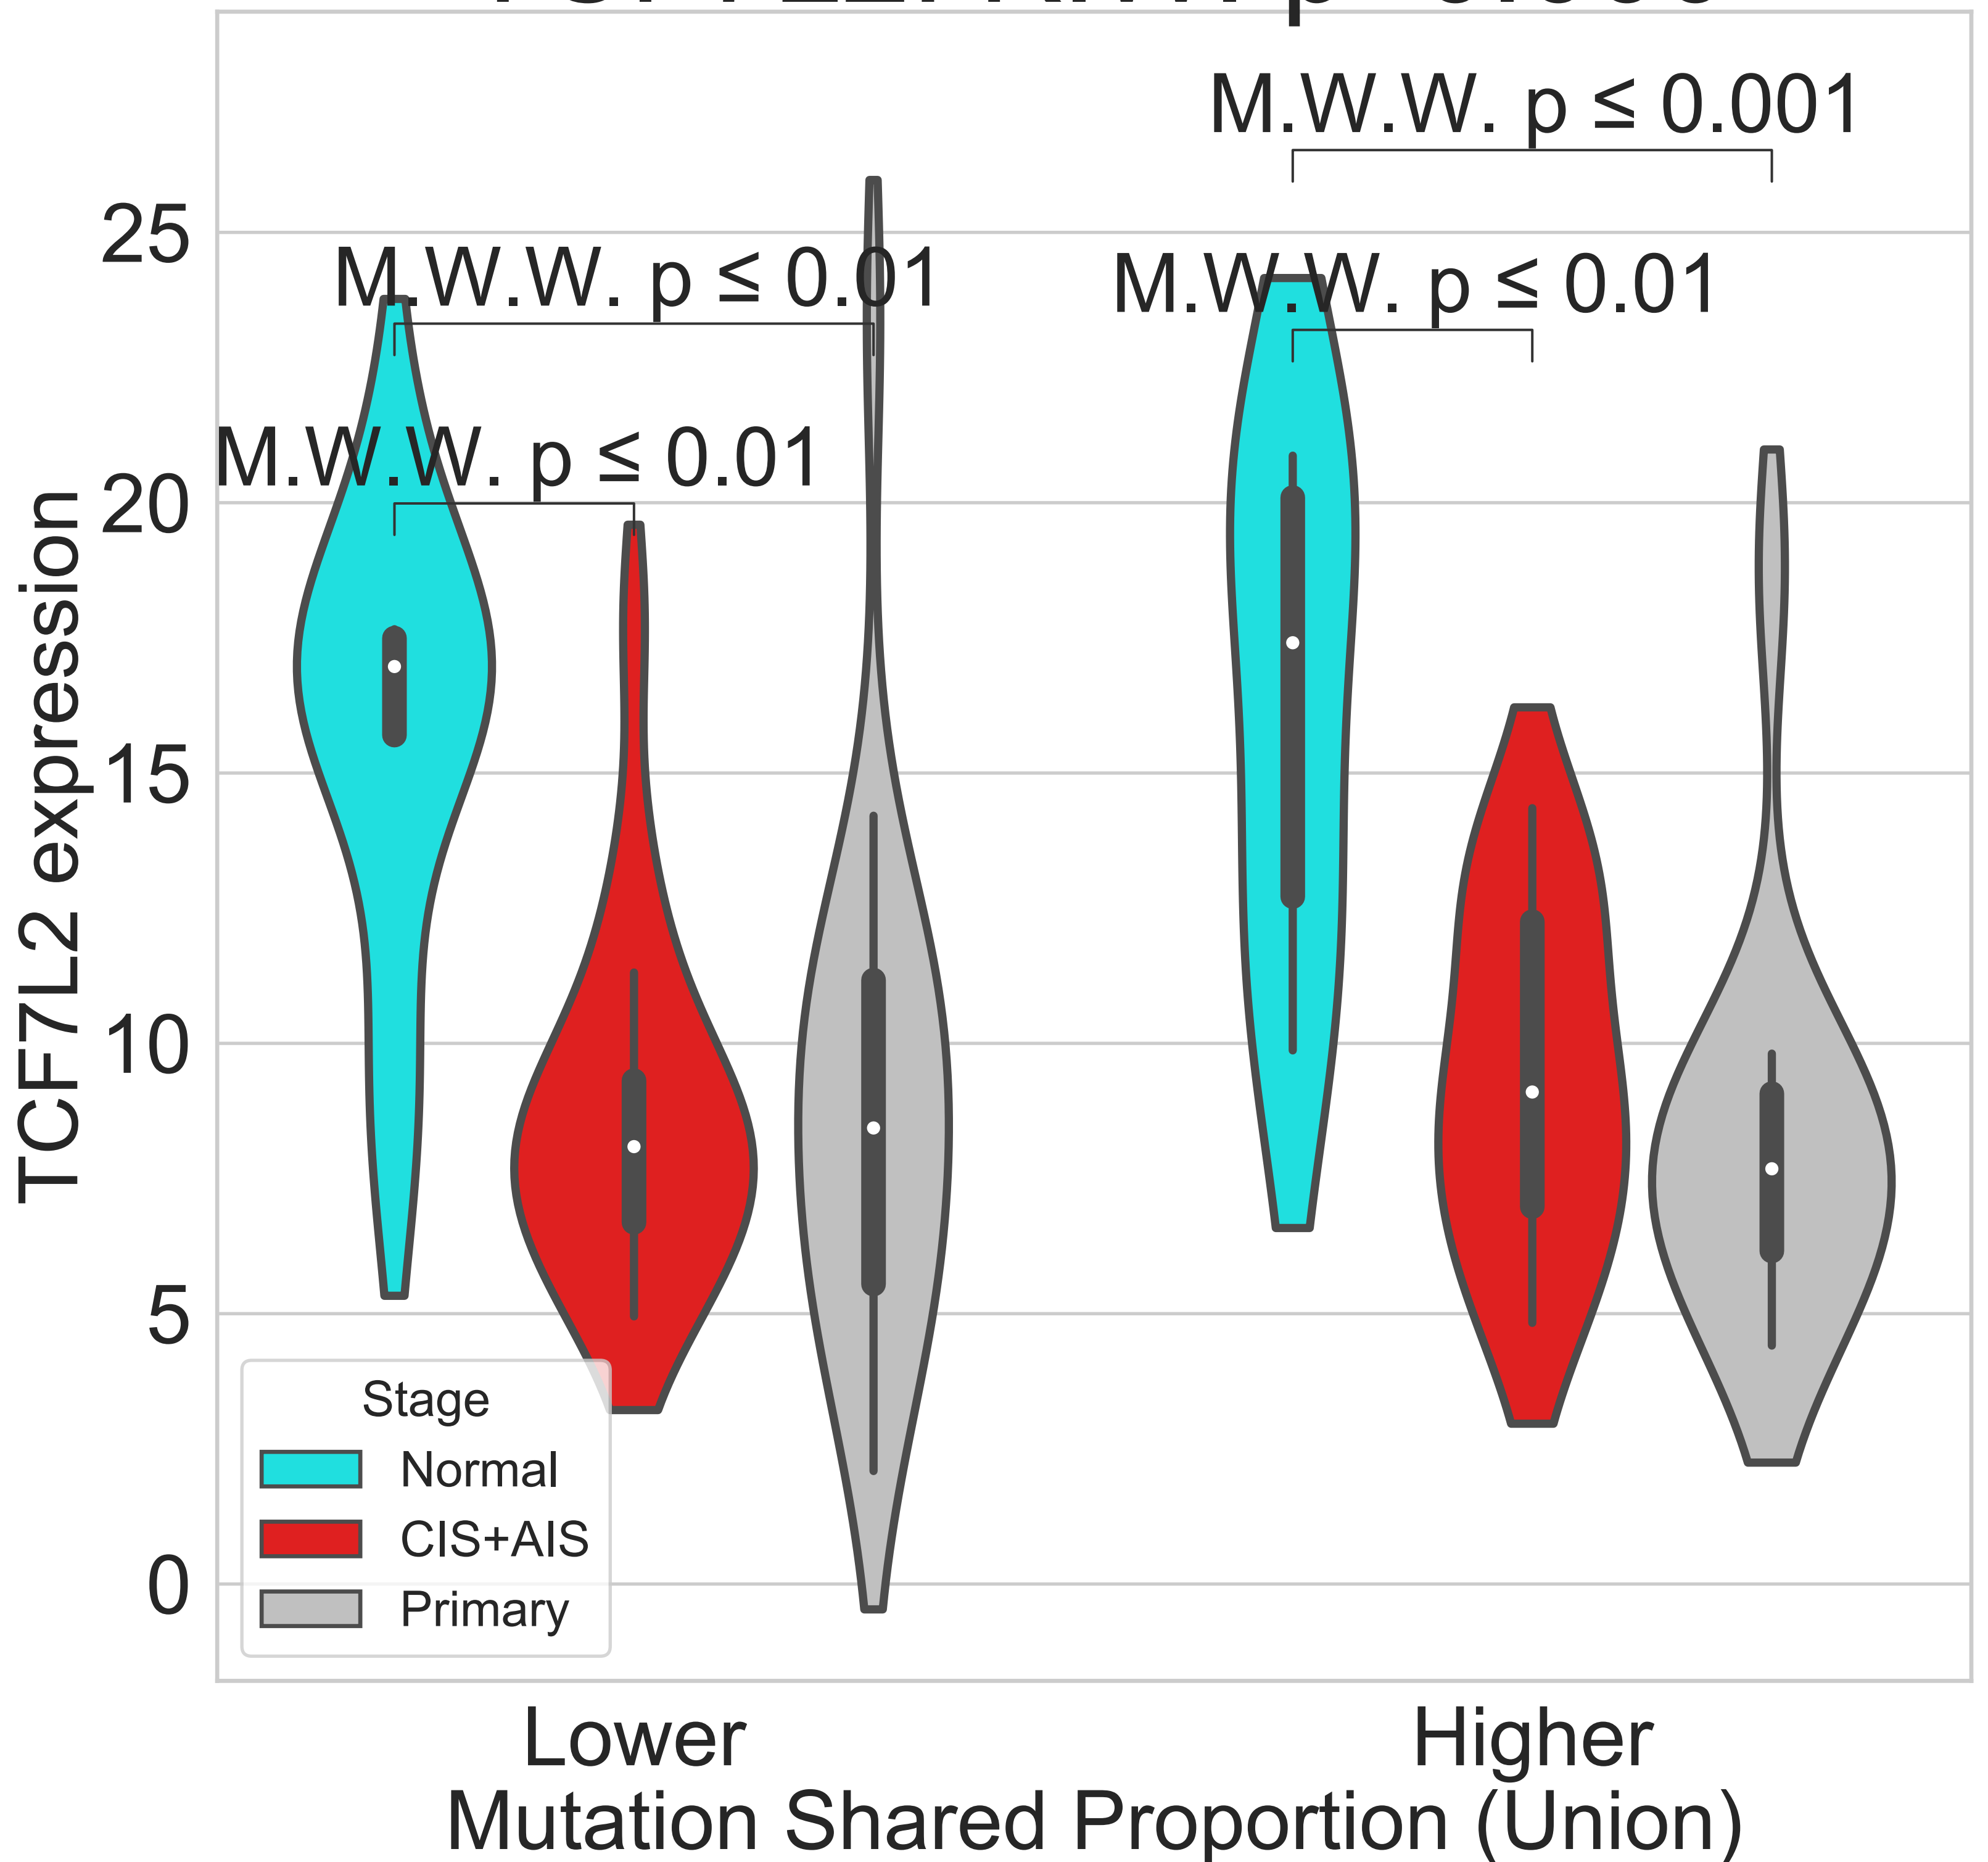 M.W.W. p ≤ 0.001
M.W.W. p ≤ 0.01
M.W.W. p ≤ 0.01
M.W.W. p ≤ 0.01
25
20
15
10
5
0
TCF7L2 expression
Stage
Normal
CIS+AIS
Primary
Lower
Higher
Mutation Shared Proportion (Union)